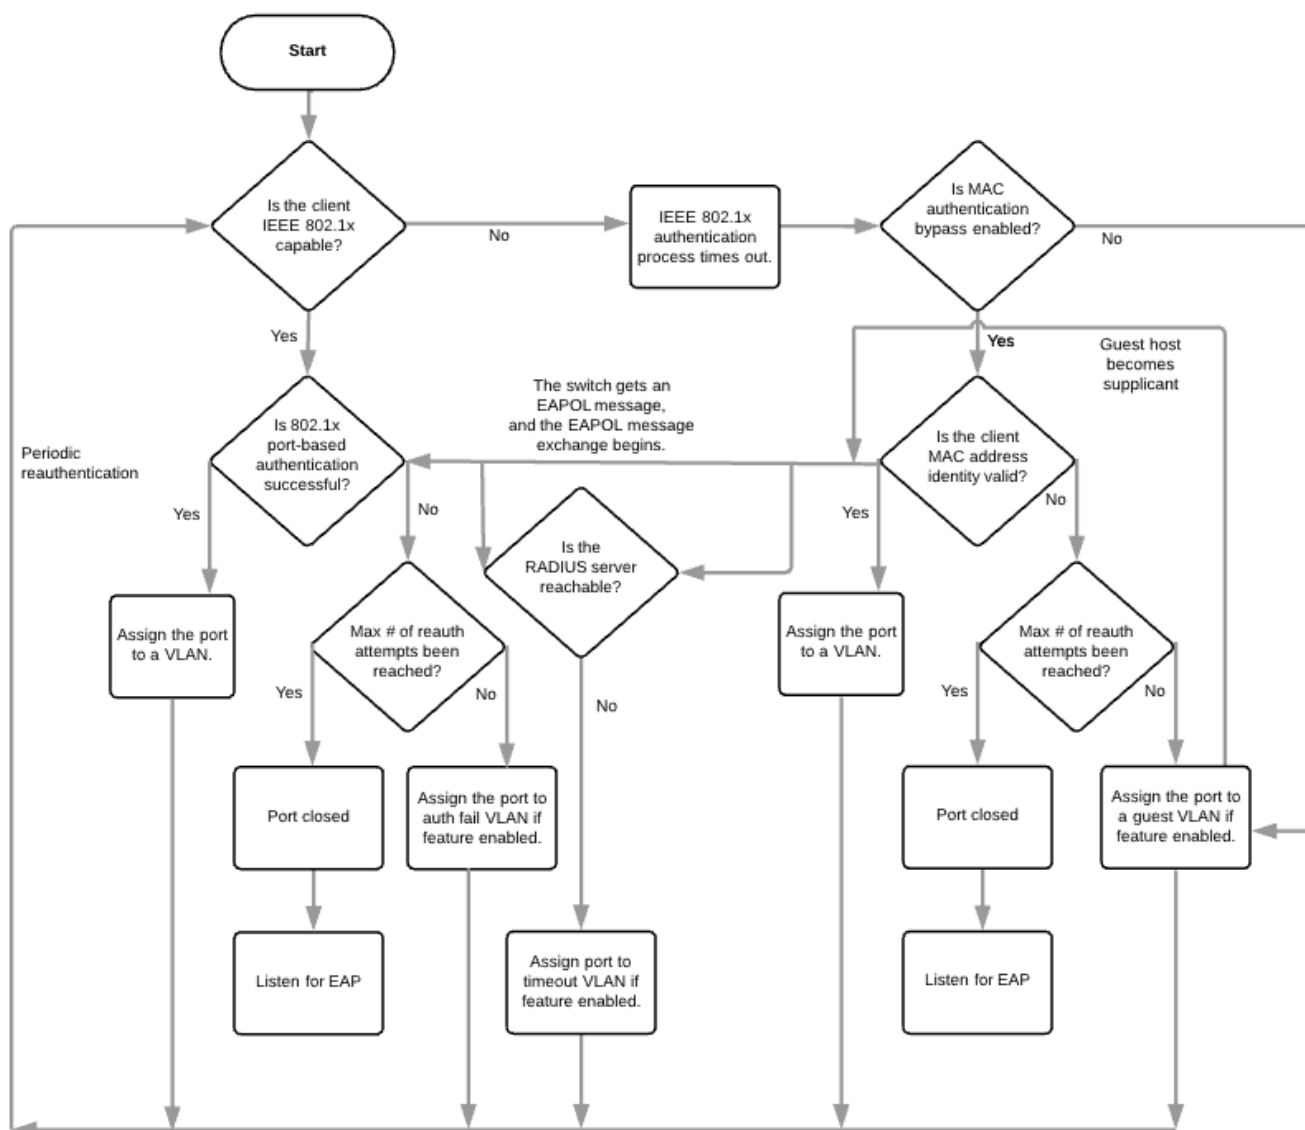 Start
Is the client
IEEE 802.1x
capable?
No
IEEE 802.1x
authentication
process times out.
Is MAC
authentication
bypass enabled?
No
Yes
Yes
Guest host
becomes
supplicant
The switch gets an
EAPOL message,
and the EAPOL message
exchange begins.
Periodic
reauthentication
Is 802.1x
port-based
authentication
successful?
Yes
No
Is the client
MAC address
identity valid?
Yes
No
Is the
RADIUS server
reachable?
No
Assign the port
to a VLAN.
Max # of reauth
attempts been
reached?
Yes
No
Assign the port
to a VLAN.
Max # of reauth
attempts been
reached?
Yes
No
Port closed
Assign the port to
auth fail VLAN if
feature enabled.
Port closed
Assign the port to
a guest VLAN if
feature enabled.
Listen for EAP
Assign port to
timeout VLAN if
feature enabled.
Listen for EAP